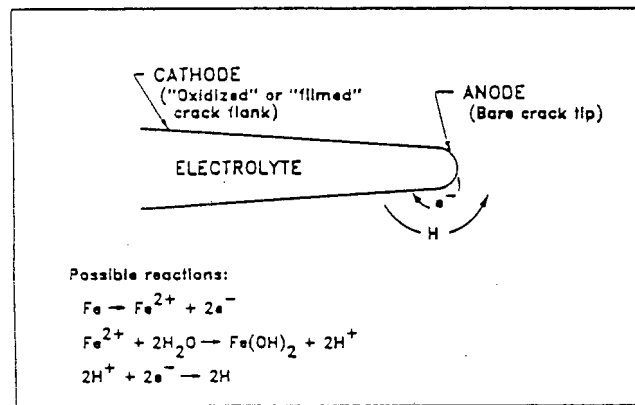 CATHODE
("Oxidized" or "filmed"
crack flank)
ANODE
(Bare crack tip)
ELECTROLYTE
e⁻
H
Possible reactions:
Fe → Fe²⁺ + 2e⁻
Fe²⁺ + 2H₂O → Fe(OH)₂ + 2H⁺
2H⁺ + 2e⁻ → 2H